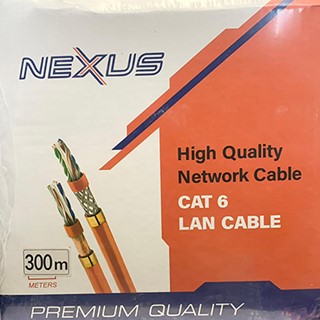 NEXUS
High Quality
Network Cable
CAT 6
LAN CABLE
300m
METERS
PREMIUM QUALITY